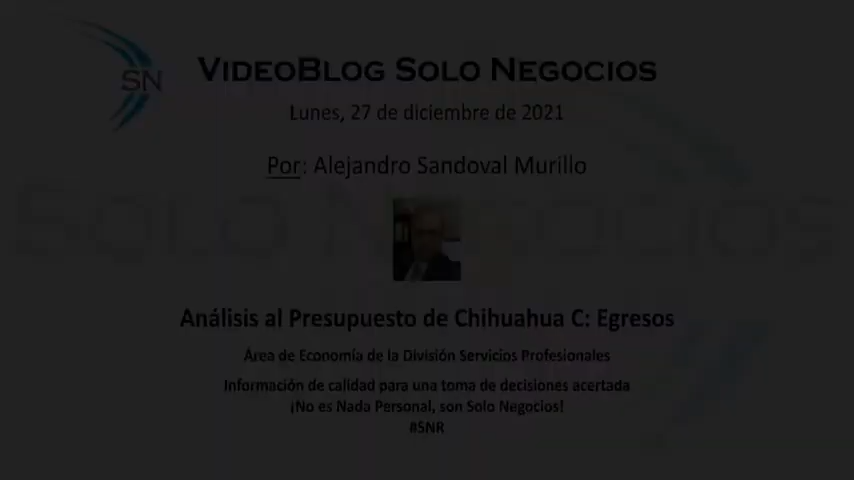 SN
VIDEOBLOG SOLO NEGOCIOS
Lunes, 27 de diciembre de 2021
Por: Alejandro Sandoval Murillo
SOLO NEGOCIOS
Análisis al Presupuesto de Chihuahua C: Egresos
Área de Economía de la División Servicios Profesionales
Información de calidad para una toma de decisiones acertada
¡No es Nada Personal, son Solo Negocios!
#SNR